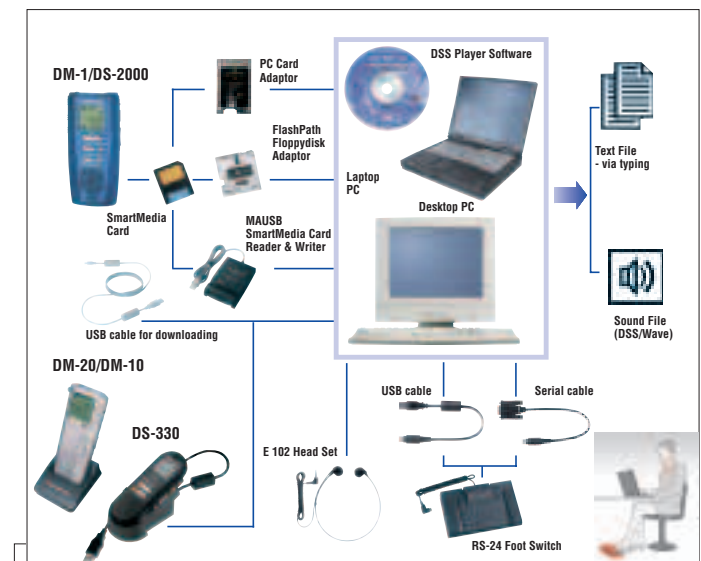 DM-1/DS-2000
PC Card
Adaptor
DSS Player Software
FlashPath
Floppydisk
Adaptor
Laptop
PC
Text File
- via typing
SmartMedia
Card
MAUSB
SmartMedia Card
Reader & Writer
Desktop PC
USB cable for downloading
Sound File
(DSS/Wave)
DM-20/DM-10
USB cable
Serial cable
DS-330
E 102 Head Set
RS-24 Foot Switch